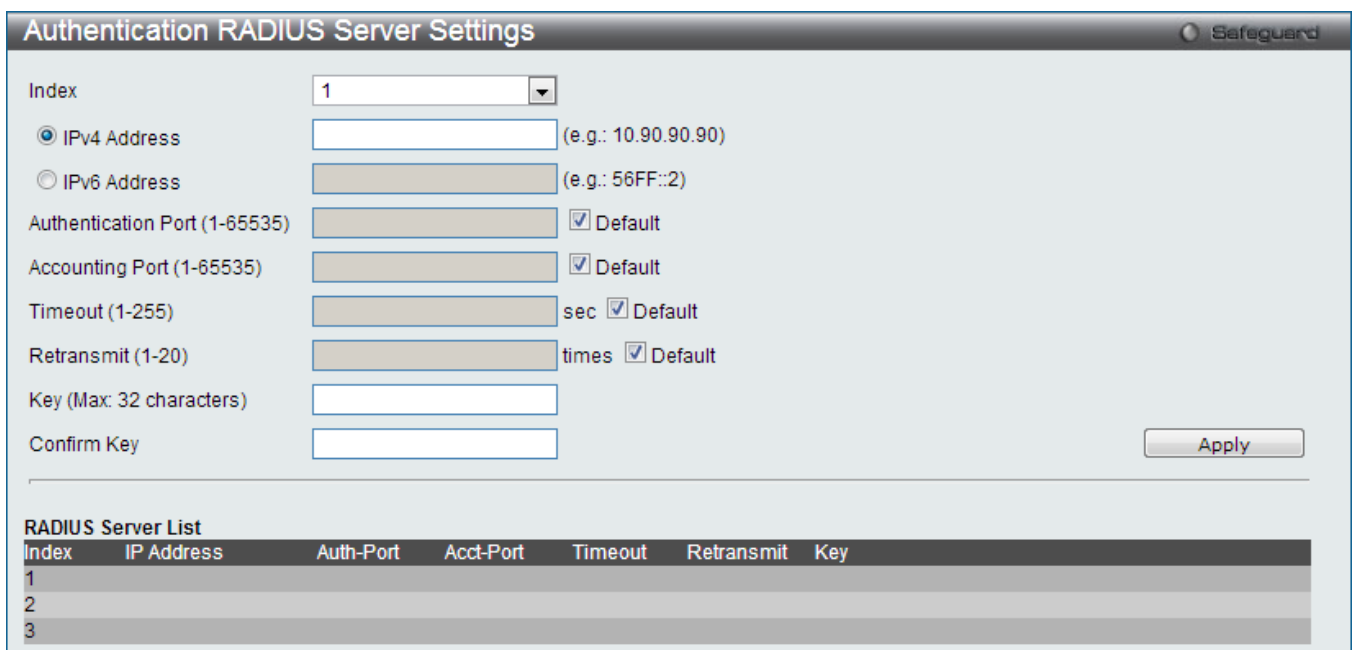 Authentication RADIUS Server Settings Safeguard
Index 1
IPv4 Address (e.g.: 10.90.90.90)
IPv6 Address (e.g.: 56FF::2)
Authentication Port (1-65535) Default
Accounting Port (1-65535) Default
Timeout (1-255) sec Default
Retransmit (1-20) times Default
Key (Max: 32 characters)
Confirm Key Apply
RADIUS Server List
Index IP Address Auth-Port Acct-Port Timeout Retransmit Key
1
2
3